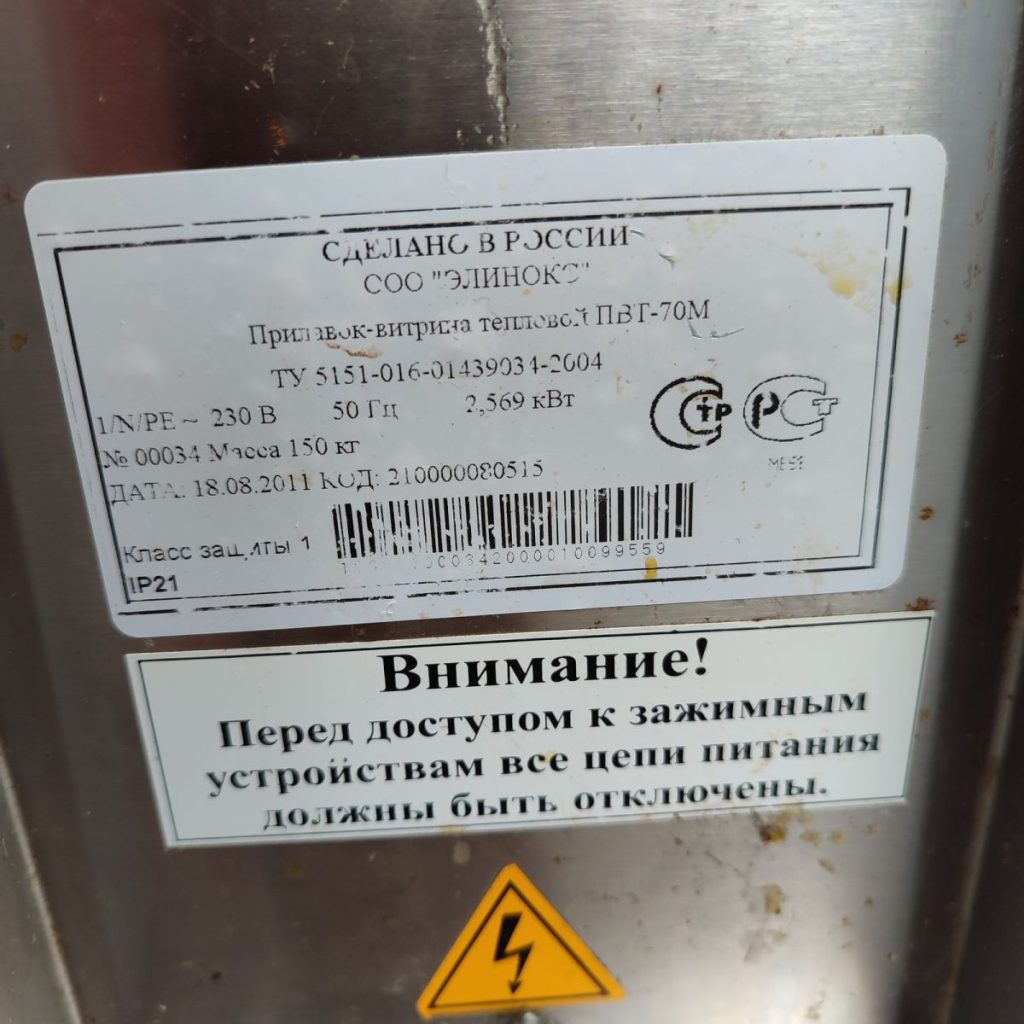 СДЕЛАНО В РОССИИ
ООО "ЭЛИНОКС"
Прилавок-витрина тепловой ПВТ-70М
ТУ 5151-016-01439034-2004
1/N/PE ~ 230 В 50 Гц 2,569 кВт
№ 00034 Масса 150 кг
ДАТА: 18.08.2011 КОД: 210000080515
Класс защиты 1
IP21
Внимание!
Перед доступом к зажимным
устройствам все цепи питания
должны быть отключены.